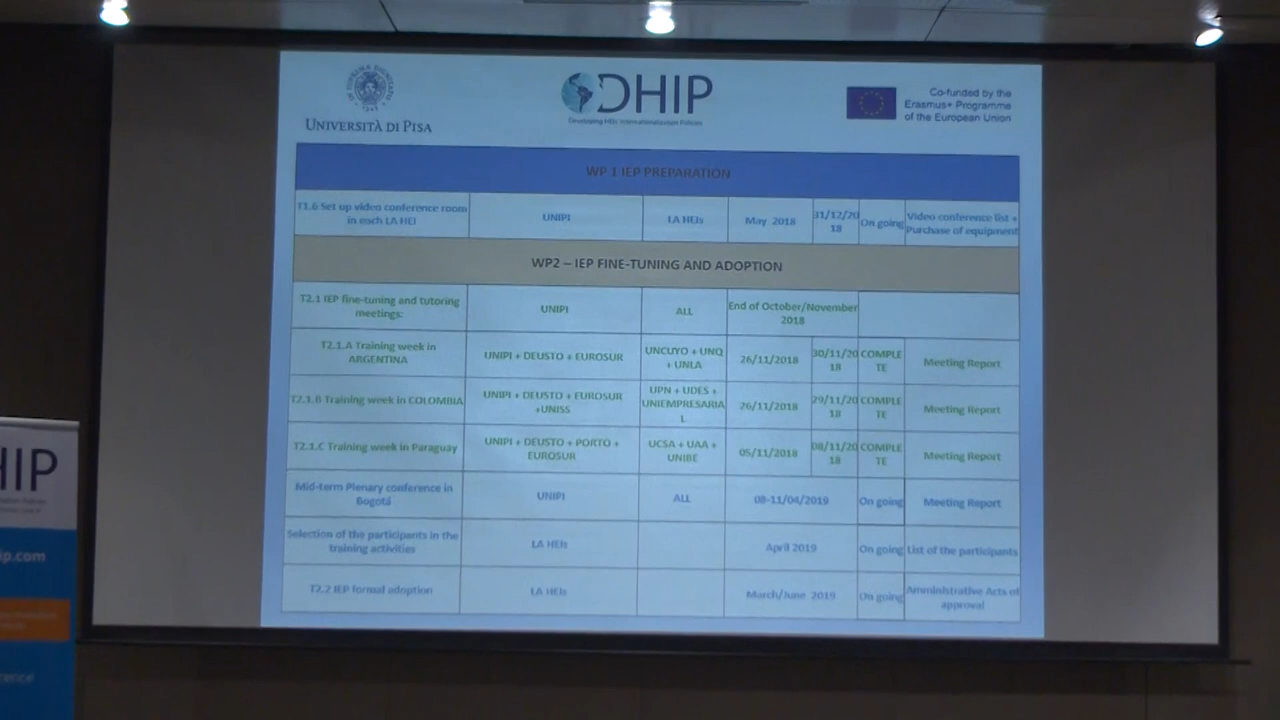 UNIVERSITÀ DI PISA
DHIP
Developing HEIs Internationalization Policies
Co-funded by the
Erasmus+ Programme
of the European Union
WP 1 IEP PREPARATION
T1.6 Set up video conference room
in each LA HEI
UNIPI
LA HEIs
May 2018
31/12/20
18
On going
Video conference list +
Purchase of equipment
WP2 – IEP FINE-TUNING AND ADOPTION
T2.1 IEP fine-tuning and tutoring
meetings:
UNIPI
ALL
End of October/November
2018
T2.1.A Training week in
ARGENTINA
UNIPI + DEUSTO + EUROSUR
UNCUYO + UNQ
+ UNLA
26/11/2018
30/11/20
18
COMPLE
TE
Meeting Report
T2.1.B Training week in COLOMBIA
UNIPI + DEUSTO + EUROSUR
+UNISS
UPN + UDES +
UNIEMPRESARIA
L
26/11/2018
29/11/20
18
COMPLE
TE
Meeting Report
T2.1.C Training week in Paraguay
UNIPI + DEUSTO + PORTO +
EUROSUR
UCSA + UAA +
UNIBE
05/11/2018
08/11/20
18
COMPLE
TE
Meeting Report
Mid-term Plenary conference in
Bogotá
UNIPI
ALL
08-11/04/2019
On going
Meeting Report
Selection of the participants in the
training activities
LA HEIs
April 2019
On going
List of the participants
T2.2 IEP formal adoption
LA HEIs
March/June 2019
On going
Amministrative Acts of
approval
HIP
ip.com